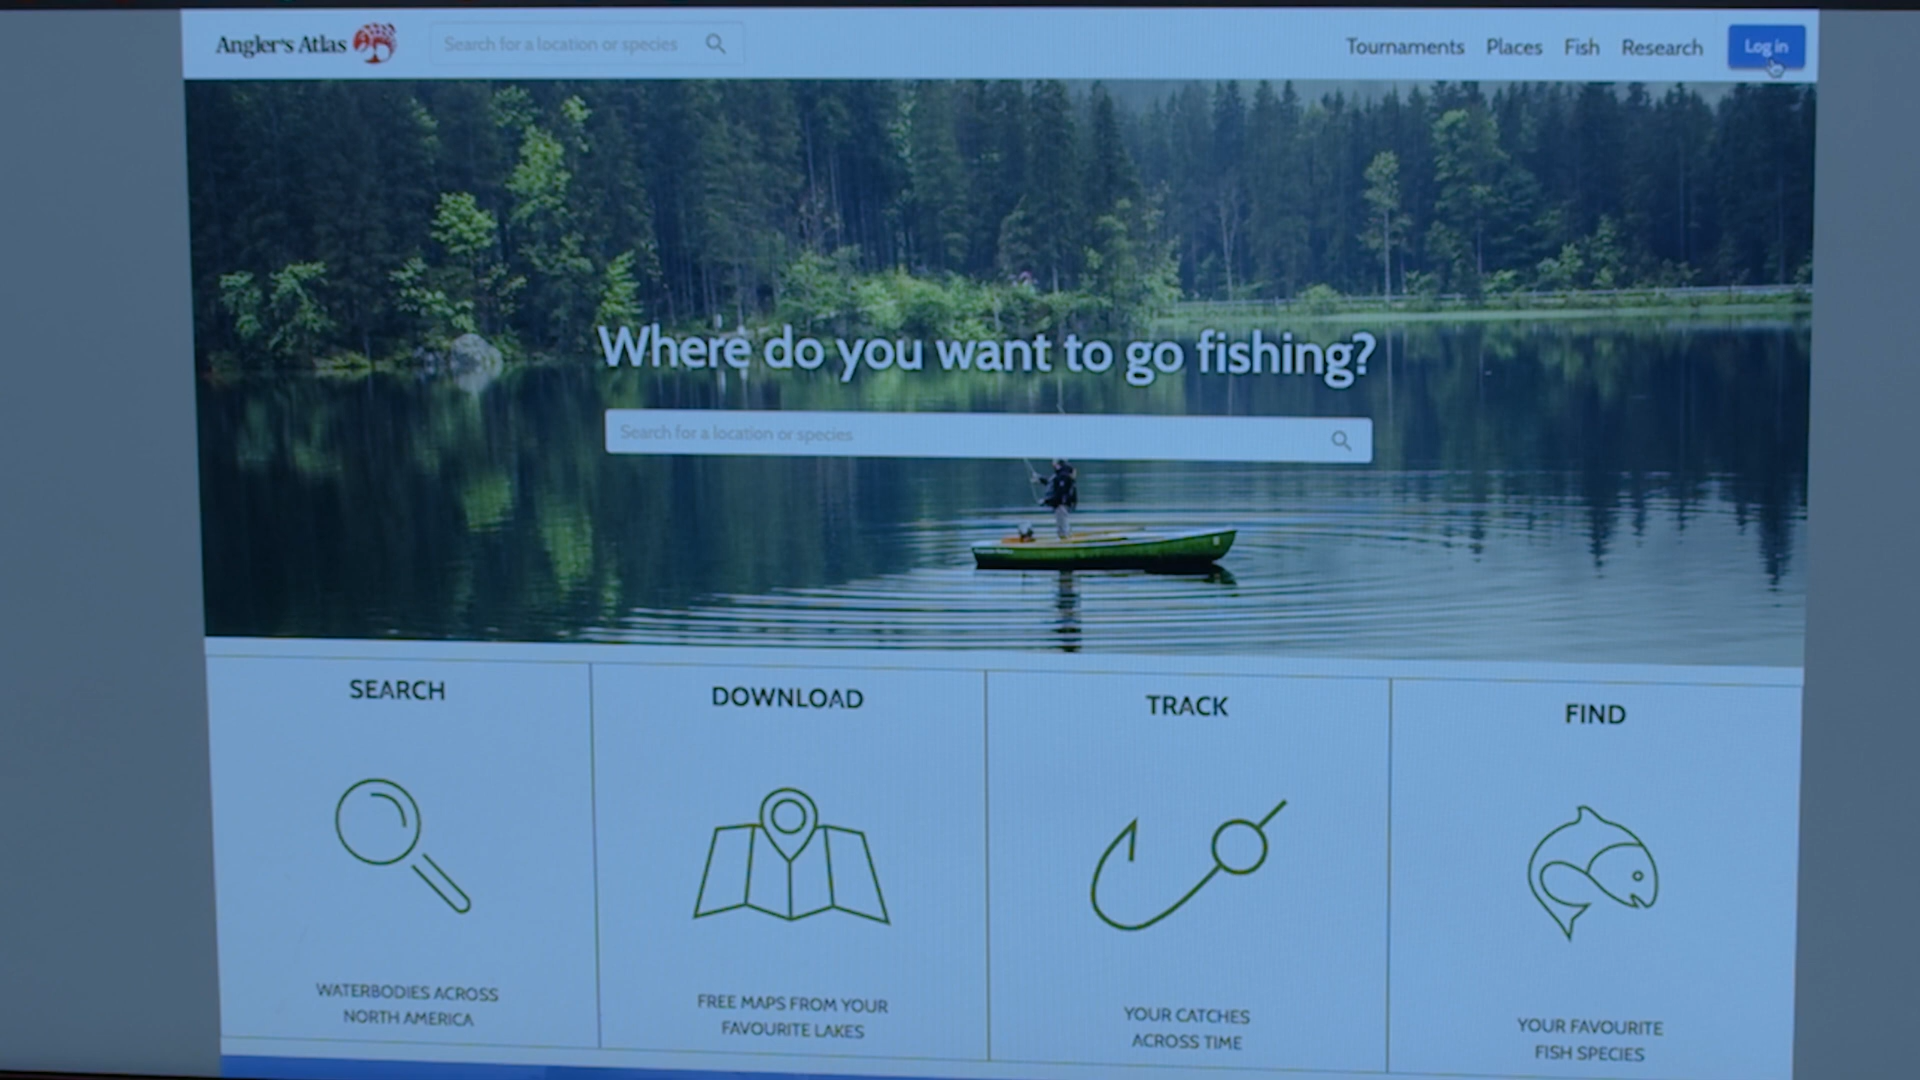 Angler's Atlas
Search for a location or species
Tournaments Places Fish Research Log in
Where do you want to go fishing?
Search for a location or species
SEARCH
WATERBODIES ACROSS
NORTH AMERICA
DOWNLOAD
FREE MAPS FROM YOUR
FAVOURITE LAKES
TRACK
YOUR CATCHES
ACROSS TIME
FIND
YOUR FAVOURITE
FISH SPECIES